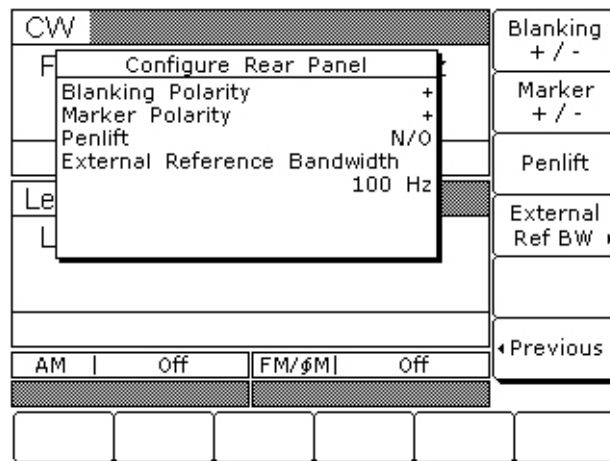 CW
F
Configure Rear Panel
Blanking Polarity +
Marker Polarity +
Penlift N/O
External Reference Bandwidth
100 Hz
Le
L
AM | Off
FM/ϕM| Off
Blanking
+ / -
Marker
+ / -
Penlift
External
Ref BW
Previous